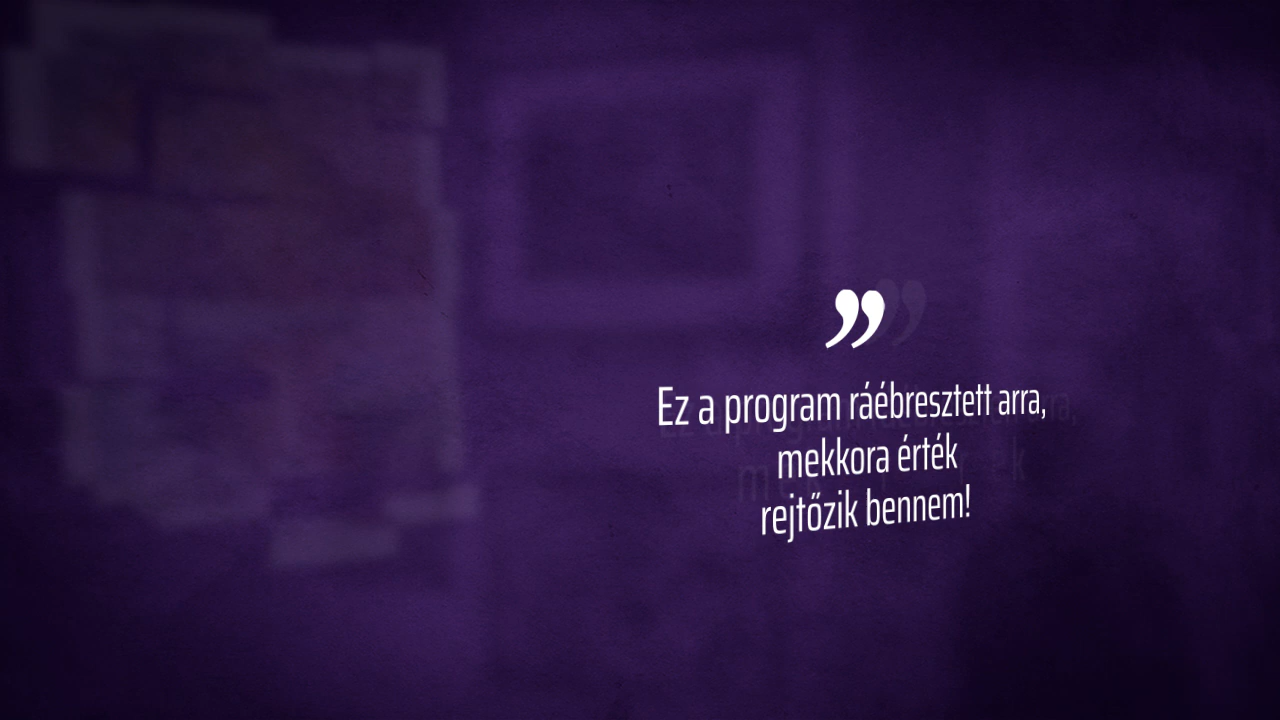 ”
Ez a program ráébresztett arra,
mekkora érték
rejtőzik bennem!